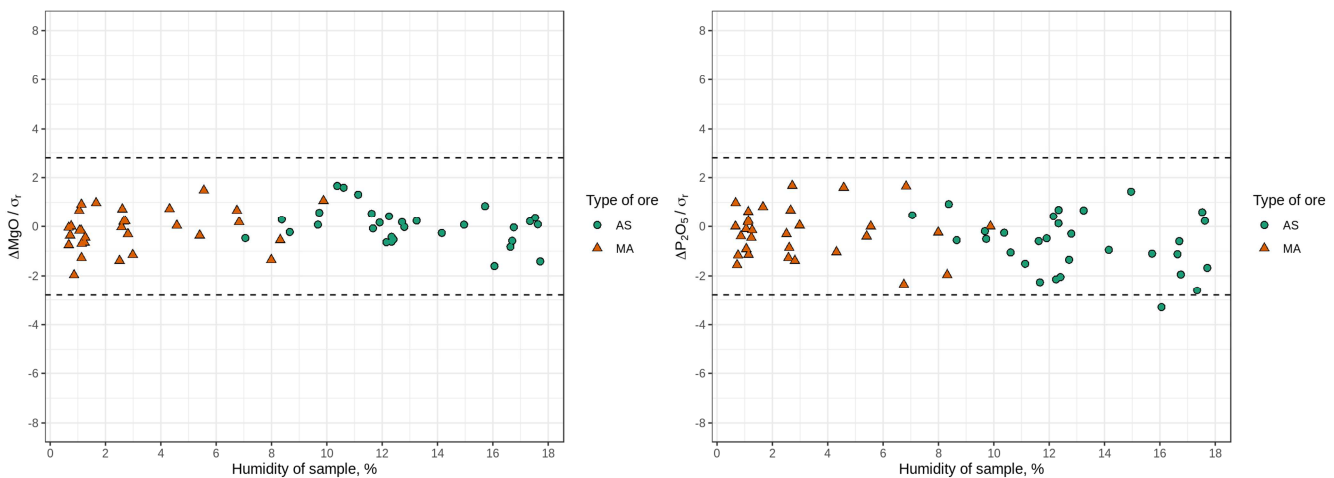 8
6
4
2
0
-2
-4
-6
-8
ΔMgO / σr
0 2 4 6 8 10 12 14 16 18
Humidity of sample, %
Type of ore
AS
MA
8
6
4
2
0
-2
-4
-6
-8
ΔP2O5 / σr
0 2 4 6 8 10 12 14 16 18
Humidity of sample, %
Type of ore
AS
MA